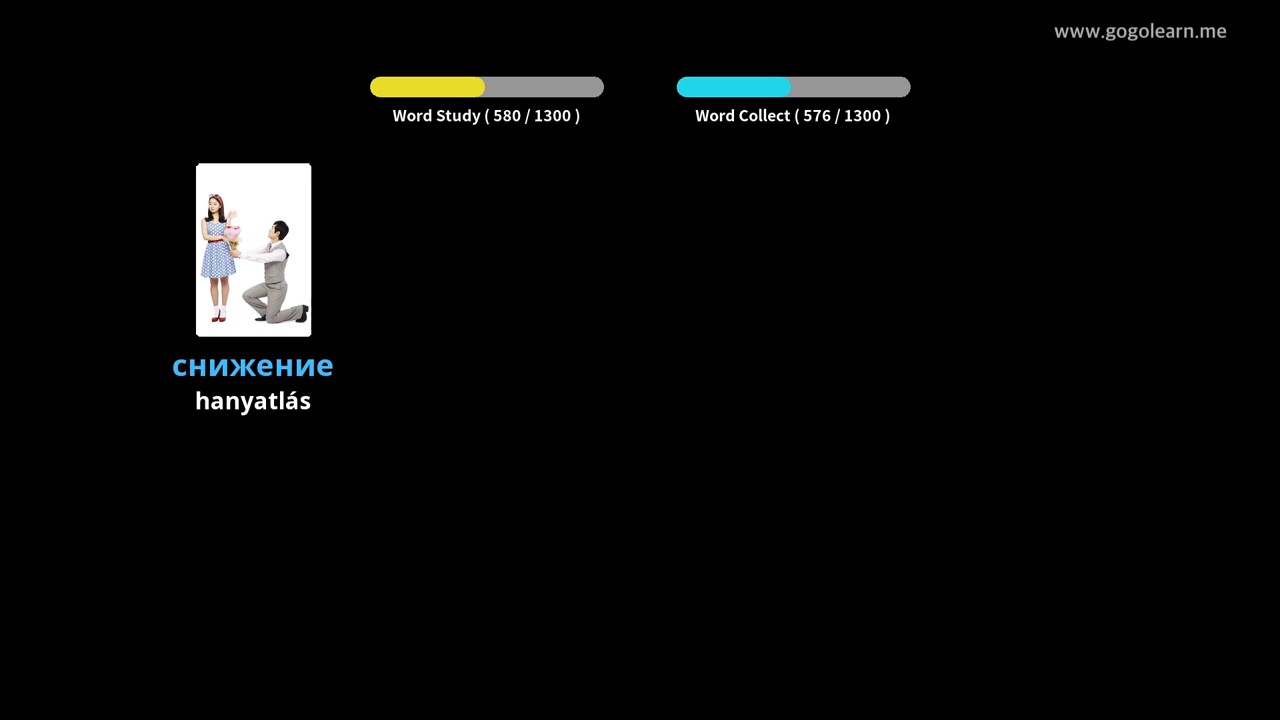 www.gogolearn.me
Word Study ( 580 / 1300 )
Word Collect ( 576 / 1300 )
снижение
hanyatlás